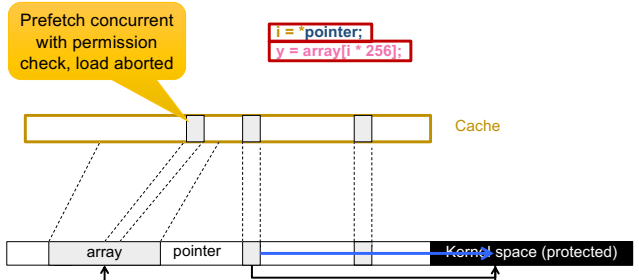 Prefetch concurrent
with permission
check, load aborted
i = *pointer;
y = array[i * 256];
Cache
array
pointer
Kernel space (protected)